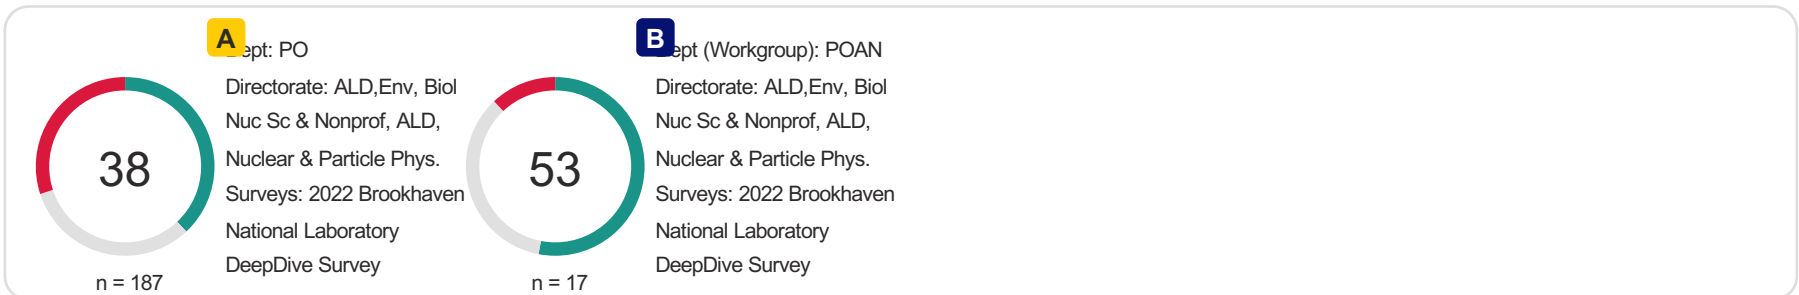 A
ept: PO
Directorate: ALD,Env, Biol
Nuc Sc & Nonprof, ALD,
Nuclear & Particle Phys.
Surveys: 2022 Brookhaven
National Laboratory
DeepDive Survey
38
n = 187
B
ept (Workgroup): POAN
Directorate: ALD,Env, Biol
Nuc Sc & Nonprof, ALD,
Nuclear & Particle Phys.
Surveys: 2022 Brookhaven
National Laboratory
DeepDive Survey
53
n = 17